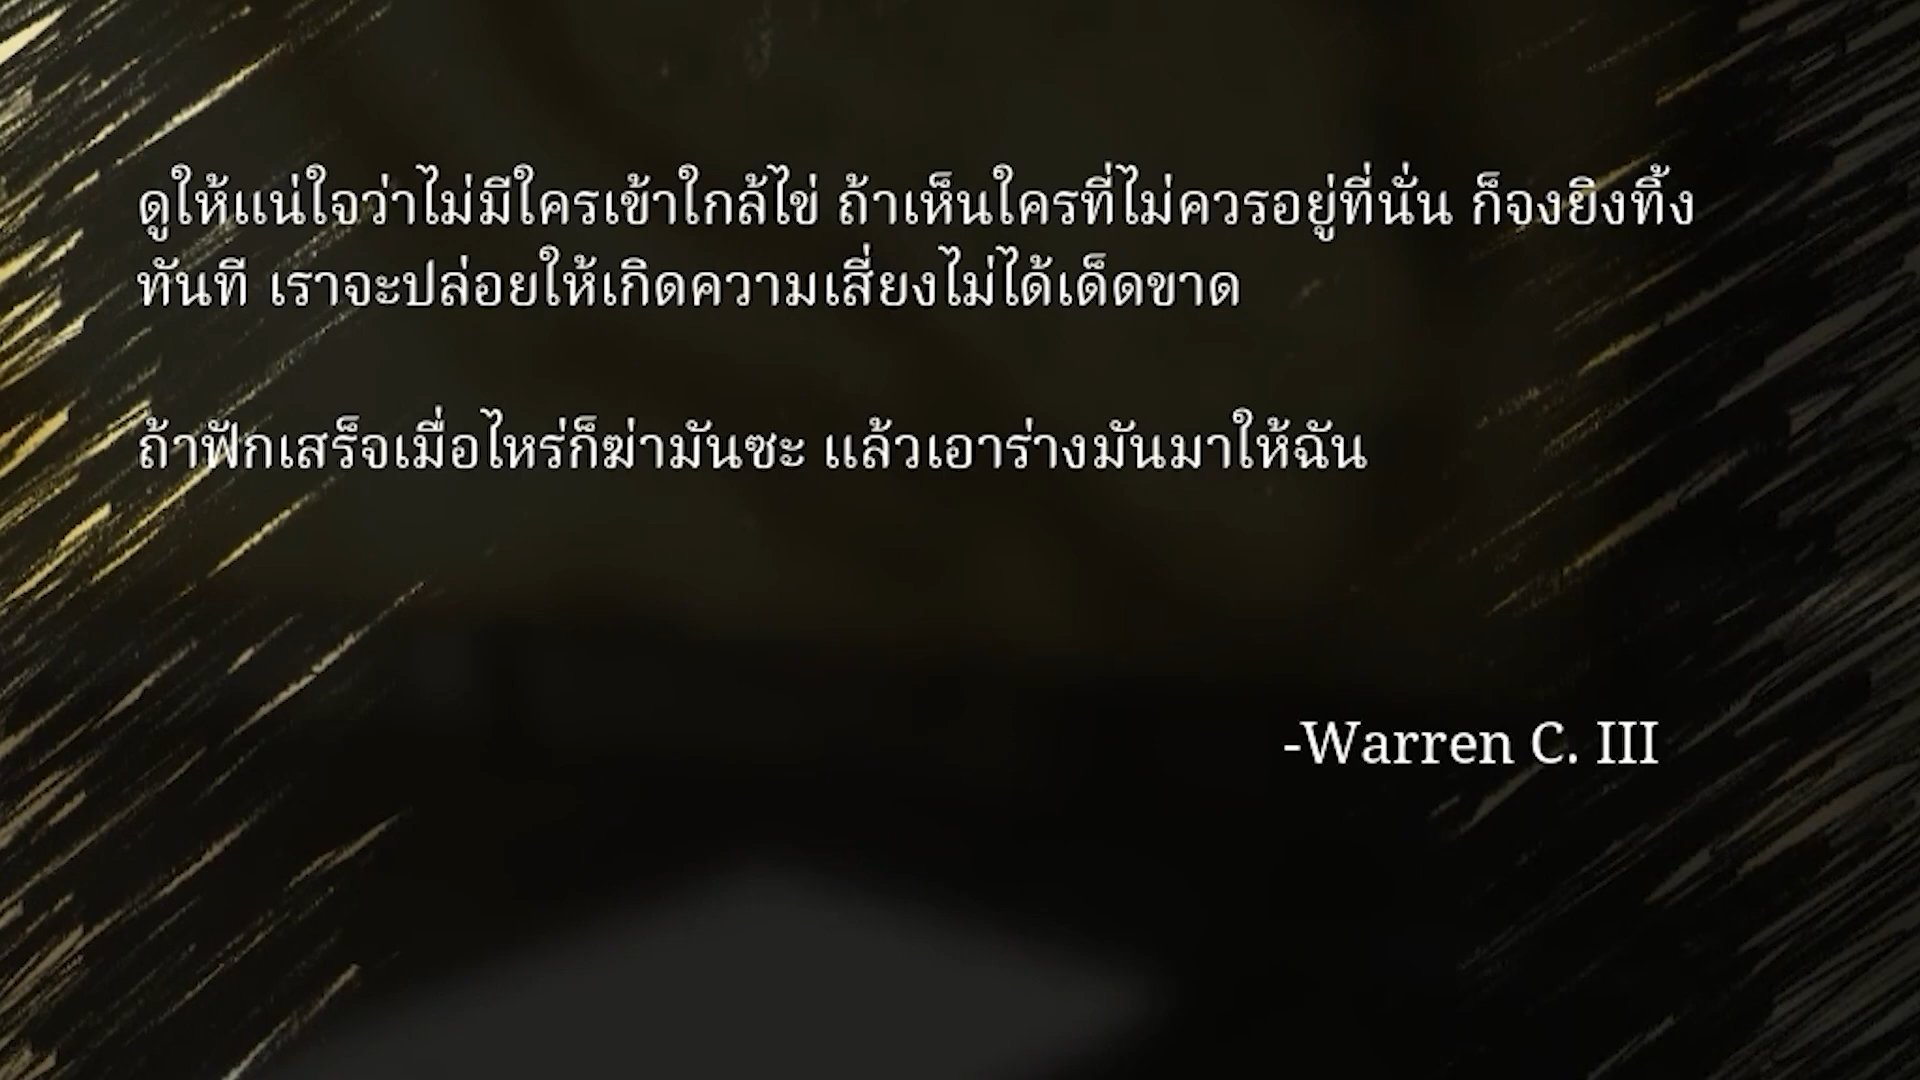 ดูให้แน่ใจว่าไม่มีใครเข้าใกล้ไข่ ถ้าเห็นใครที่ไม่ควรอยู่ที่นั่น ก็จงยิงทิ้ง
ทันที เราจะปล่อยให้เกิดความเสี่ยงไม่ได้เด็ดขาด
ถ้าฟักเสร็จเมื่อไหร่ก็ฆ่ามันซะ แล้วเอาร่างมันมาให้ฉัน
-Warren C. III